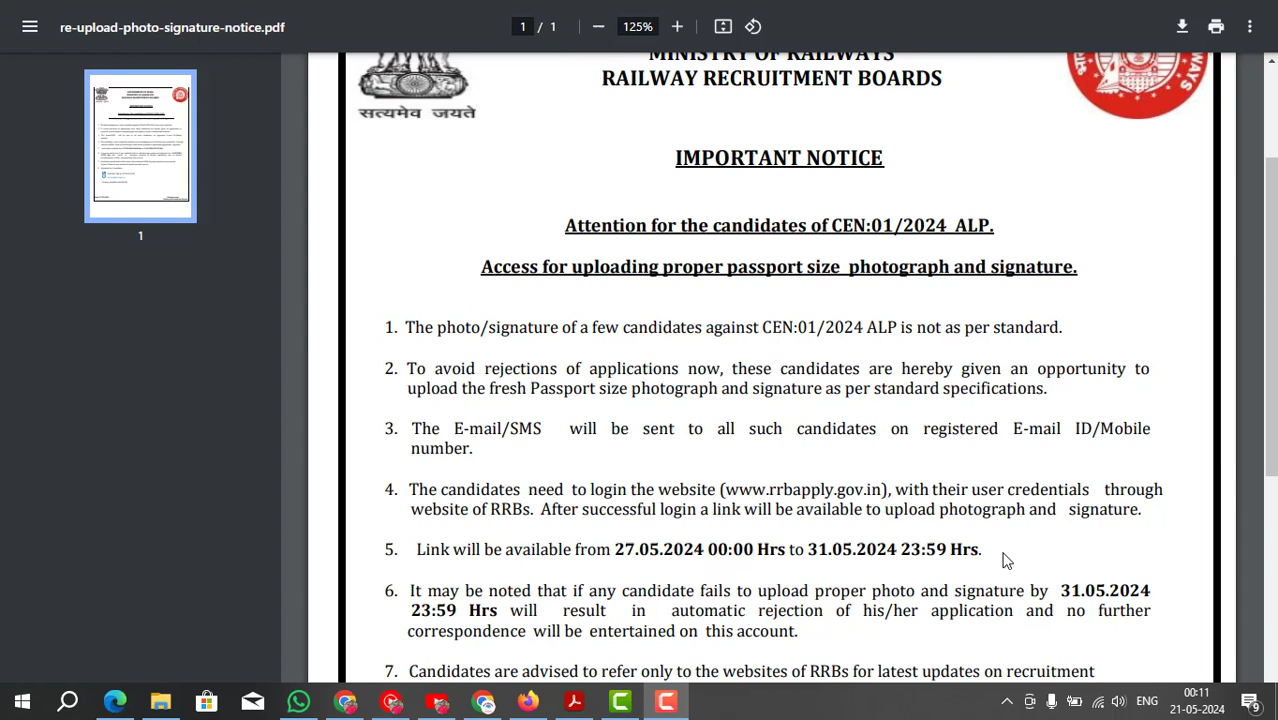 re-upload-photo-signature-notice.pdf
1 / 1
125%
1
MINISTRY OF RAILWAYS
RAILWAY RECRUITMENT BOARDS
सत्यमेव जयते
IMPORTANT NOTICE
Attention for the candidates of CEN:01/2024 ALP.
Access for uploading proper passport size photograph and signature.
1. The photo/signature of a few candidates against CEN:01/2024 ALP is not as per standard.
2. To avoid rejections of applications now, these candidates are hereby given an opportunity to
upload the fresh Passport size photograph and signature as per standard specifications.
3. The E-mail/SMS will be sent to all such candidates on registered E-mail ID/Mobile
number.
4. The candidates need to login the website (www.rrbapply.gov.in), with their user credentials through
website of RRBs. After successful login a link will be available to upload photograph and signature.
5. Link will be available from 27.05.2024 00:00 Hrs to 31.05.2024 23:59 Hrs.
6. It may be noted that if any candidate fails to upload proper photo and signature by 31.05.2024
23:59 Hrs will result in automatic rejection of his/her application and no further
correspondence will be entertained on this account.
7. Candidates are advised to refer only to the websites of RRBs for latest updates on recruitment
ENG
00:11
21-05-2024
9